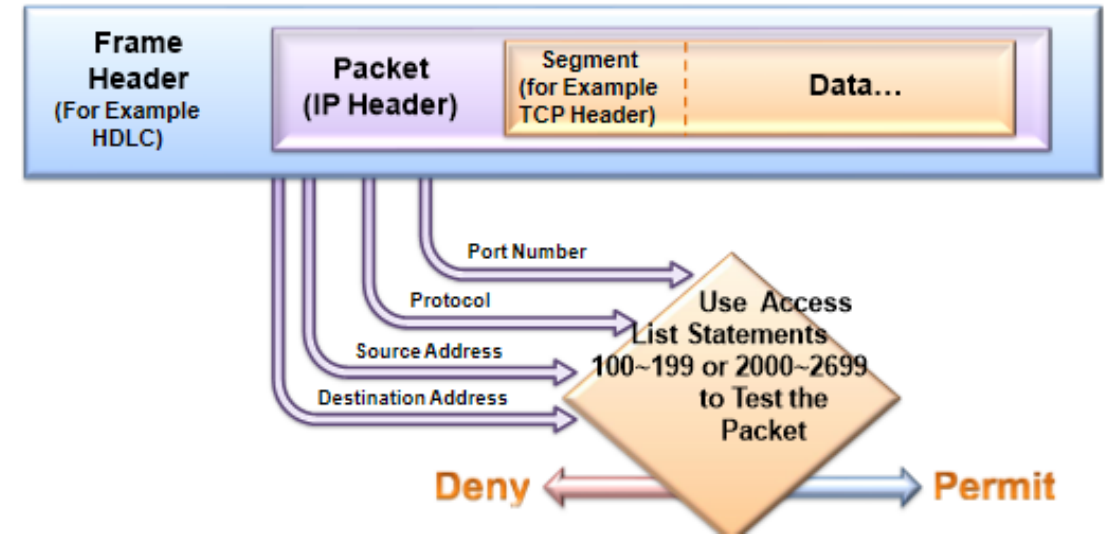 Frame
Header
(For Example
HDLC)
Packet
(IP Header)
Segment
(for Example
TCP Header)
Data...
Port Number
Protocol
Source Address
Destination Address
Use Access
List Statements
100~199 or 2000~2699
to Test the
Packet
Deny
Permit